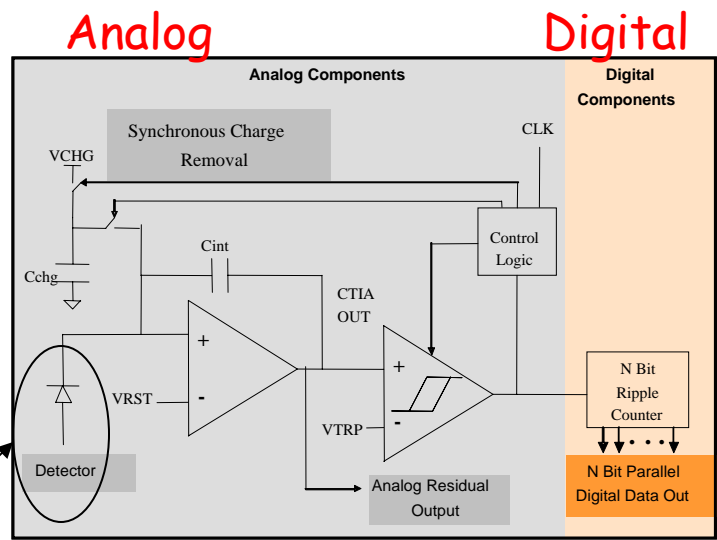 Analog
Digital
Analog Components
Digital
Components
Synchronous Charge
Removal
CLK
VCHG
Control
Logic
Cint
Cchg
CTIA
OUT
+
+
N Bit
Ripple
Counter
VRST
-
VTRP
-
• • •
Detector
Analog Residual
Output
N Bit Parallel
Digital Data Out